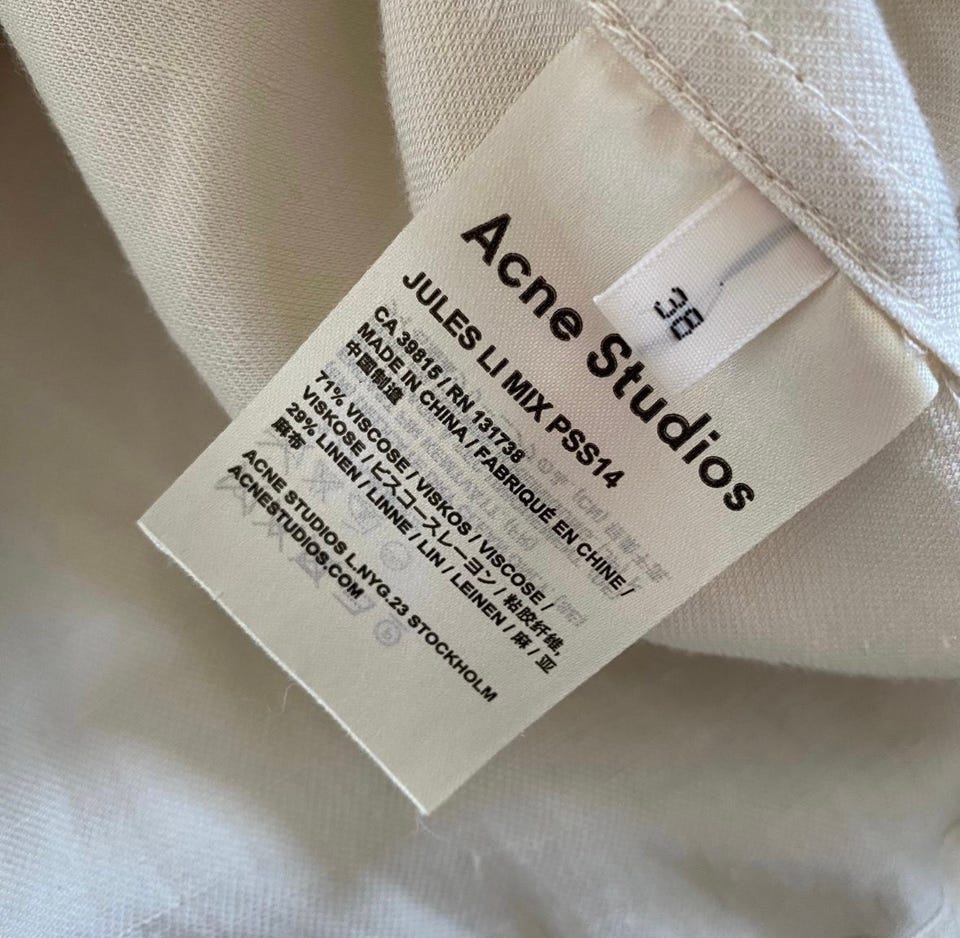 Acne Studios
38
JULES LI MIX PSS14
CA 39815 / RN 131738
MADE IN CHINA / FABRIQUÉ EN CHINE /
中国制造
71% VISCOSE / VISKOS / VISCOSE /
VISKOSE / ビスコースレーヨン / 粘胶纤维,
29% LINEN / LINNE / LIN / LEINEN / 麻 / 亚
麻布
ACNE STUDIOS L.NYG.23 STOCKHOLM
ACNESTUDIOS.COM